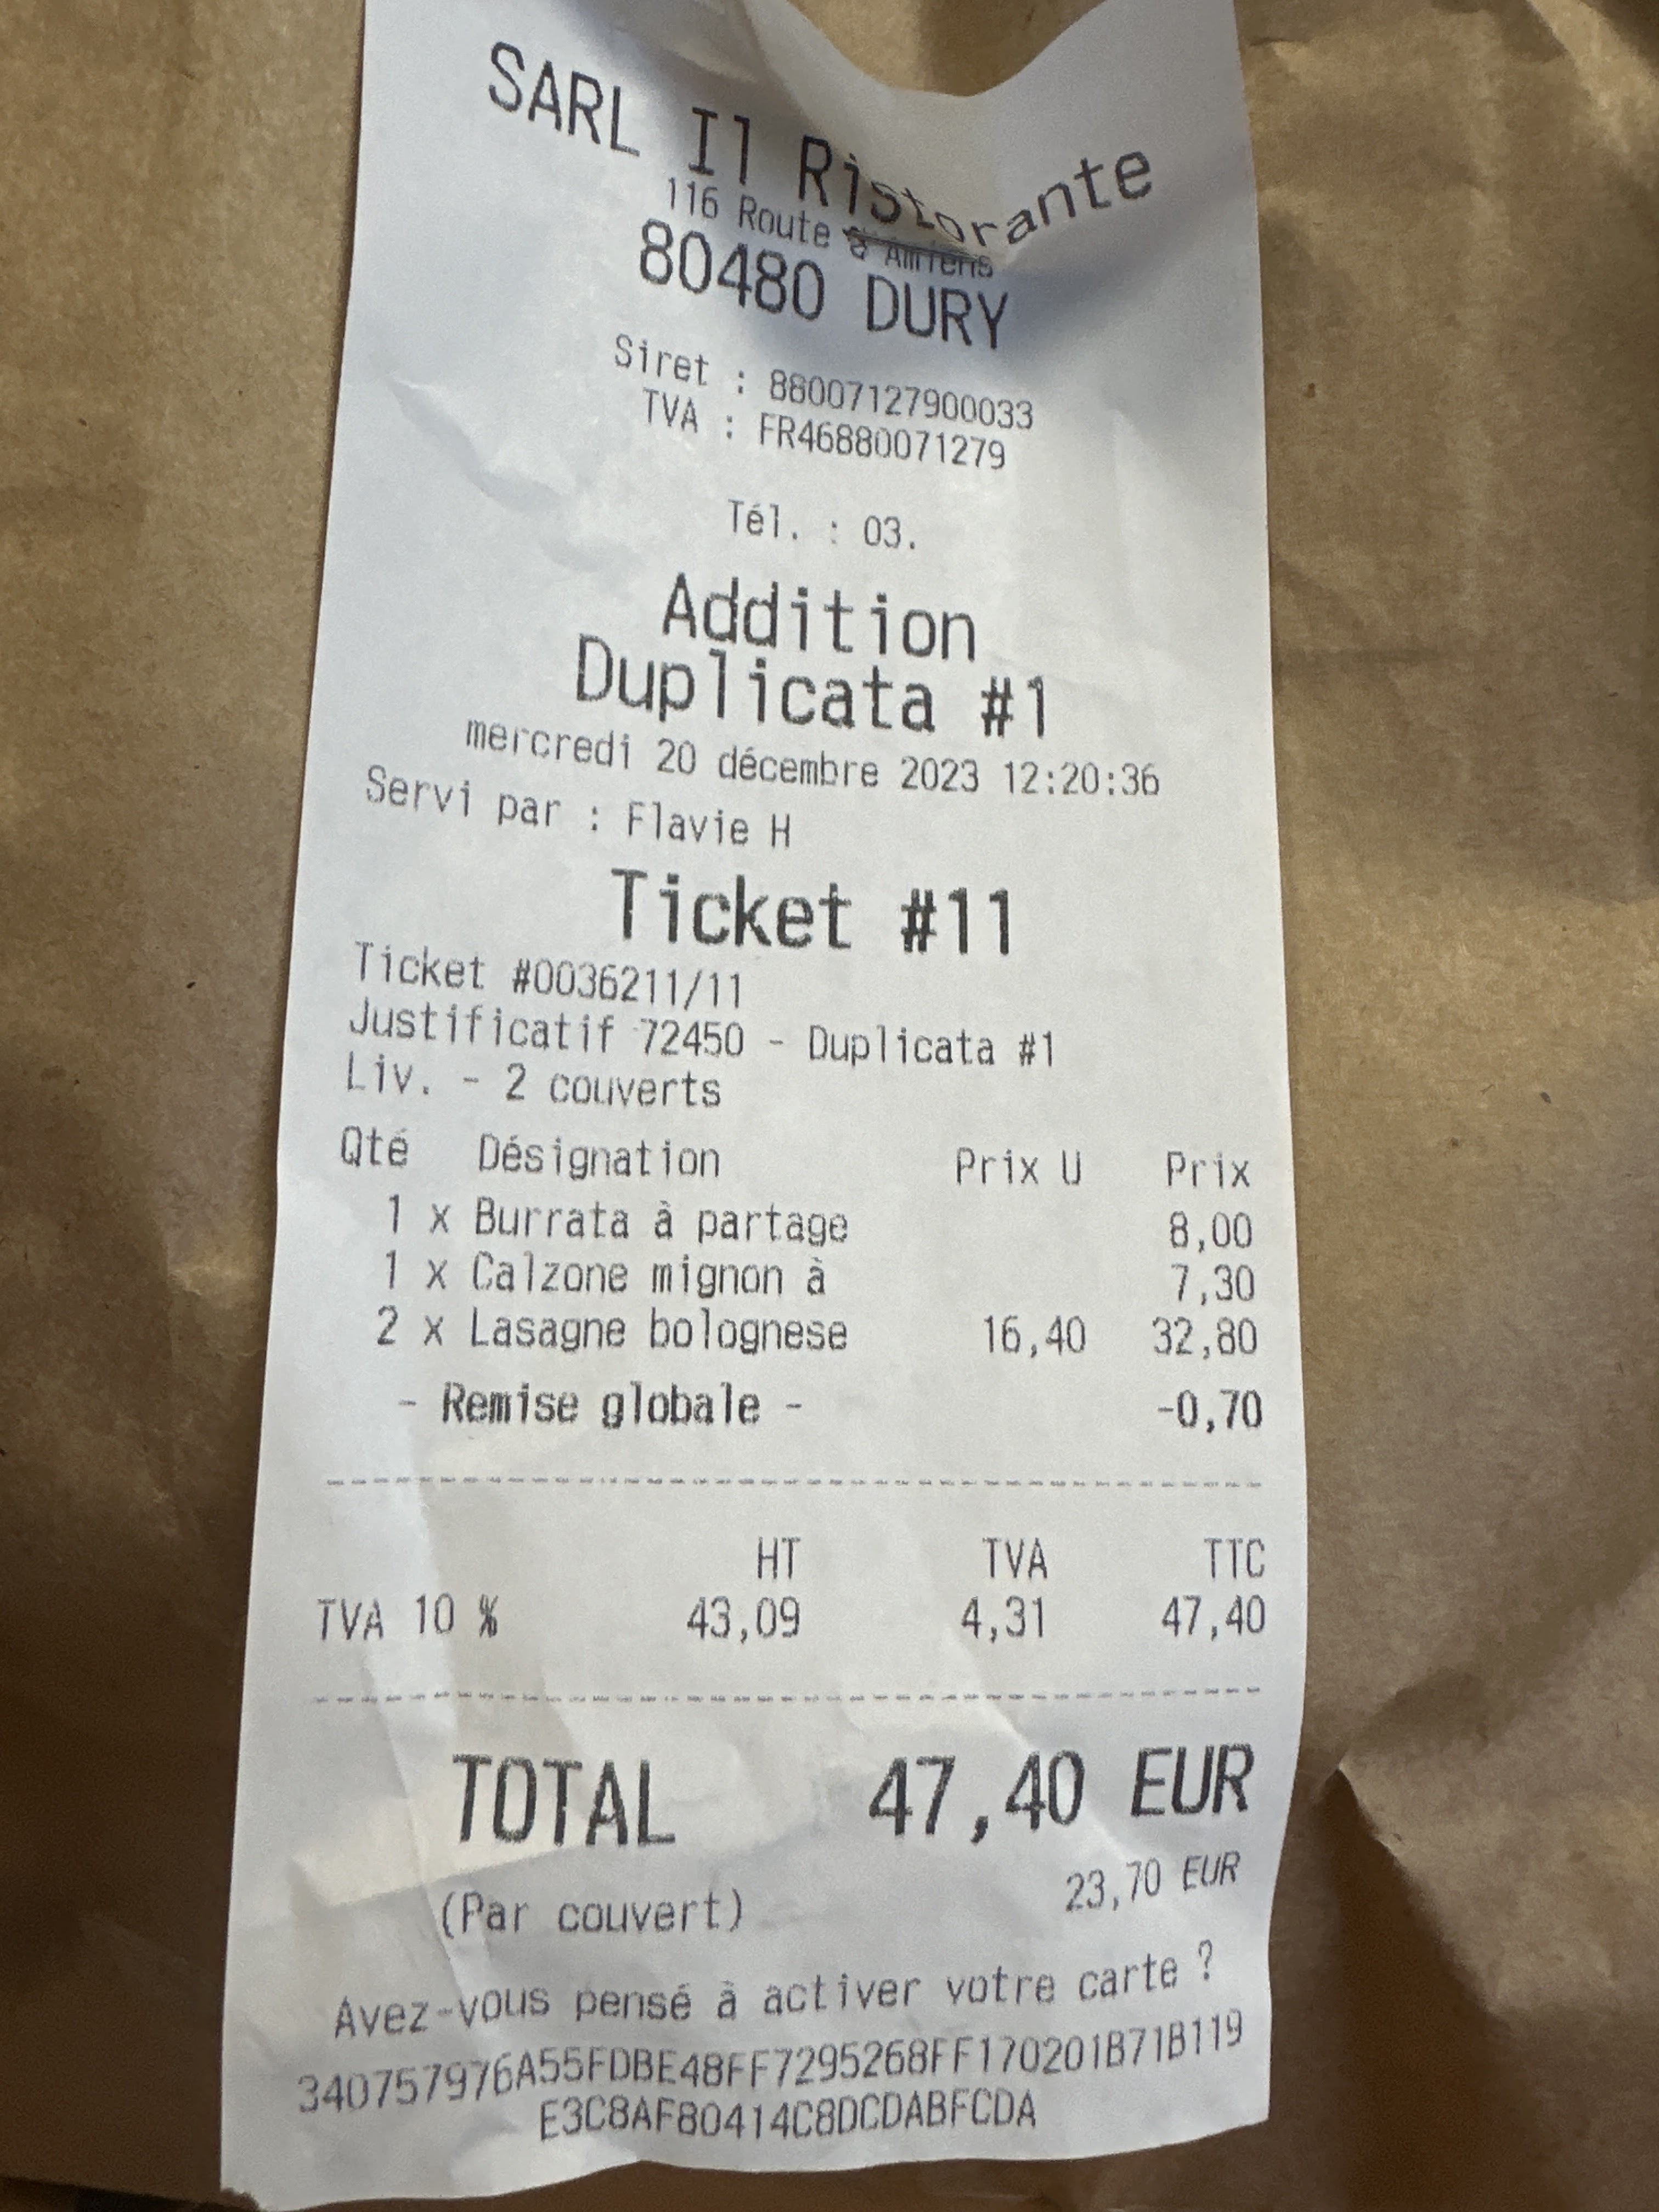 SARL Il Ristorante
116 Route d'Amiens
80480 DURY
Siret : 88007127900033
TVA : FR46880071279
Tél. : 03.
Addition
Duplicata #1
mercredi 20 décembre 2023 12:20:36
Servi par : Flavie H
Ticket #11
Ticket #0036211/11
Justificatif 72450 - Duplicata #1
Liv. - 2 couverts
Qté Désignation Prix U Prix
1 x Burrata à partage 8,00
1 x Calzone mignon à 7,30
2 x Lasagne bolognese 16,40 32,80
- Remise globale - -0,70
HT TVA TTC
TVA 10 % 43,09 4,31 47,40
TOTAL 47,40 EUR
(Par couvert) 23,70 EUR
Avez-vous pensé à activer votre carte ?
340757976A55FDBE48FF7295268FF170201B71B119
E3C8AF80414C8DCDABFCDA